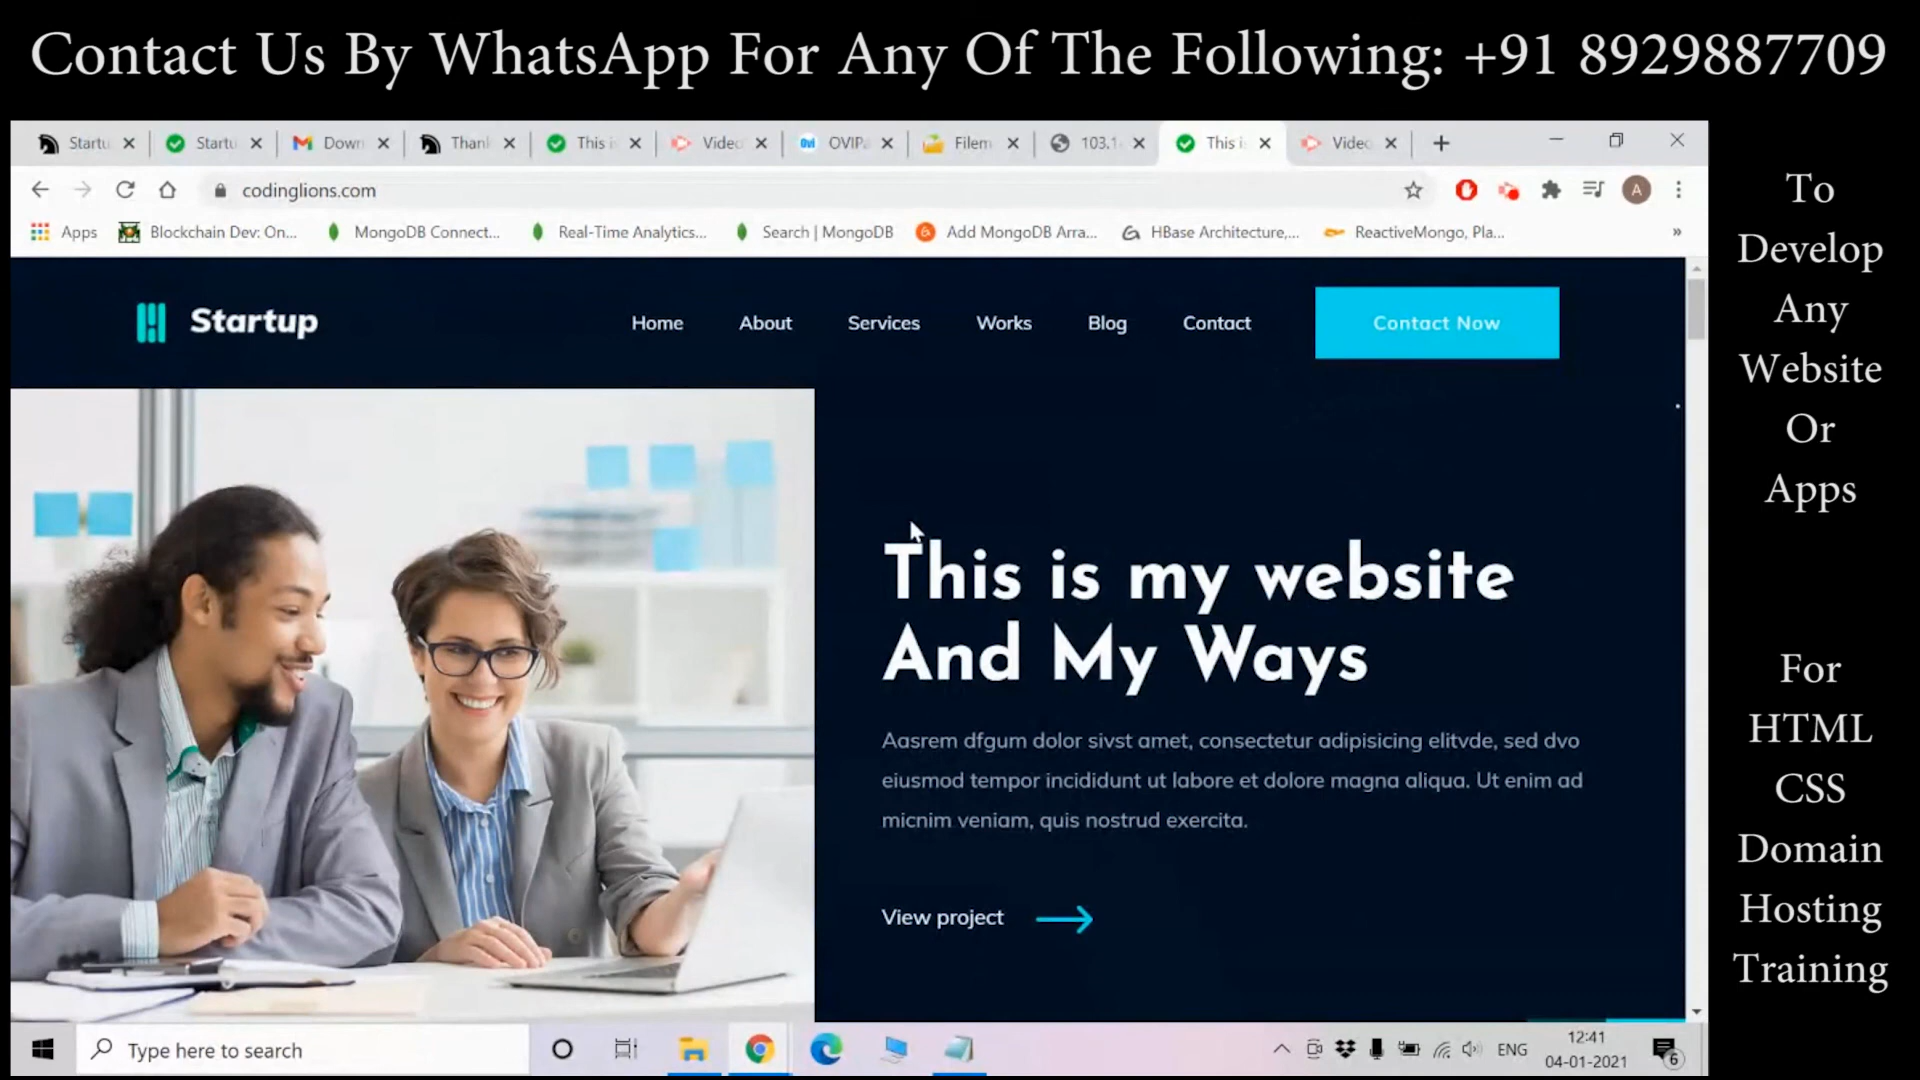 Contact Us By WhatsApp For Any Of The Following: +91 8929887709
Startu
Startu
Down
Thank
This i
Video
OVIPa
Filem
103.1
This i
Video
codinglions.com
A
Apps
Blockchain Dev: On...
MongoDB Connect...
Real-Time Analytics...
Search | MongoDB
Add MongoDB Arra...
HBase Architecture,...
ReactiveMongo, Pla...
»
Startup
Home
About
Services
Works
Blog
Contact
Contact Now
This is my website
And My Ways
Aasrem dfgum dolor sivst amet, consectetur adipisicing elitvde, sed dvo
eiusmod tempor incididunt ut labore et dolore magna aliqua. Ut enim ad
micnim veniam, quis nostrud exercita.
View project
Type here to search
ENG
12:41
04-01-2021
6
To
Develop
Any
Website
Or
Apps
For
HTML
CSS
Domain
Hosting
Training